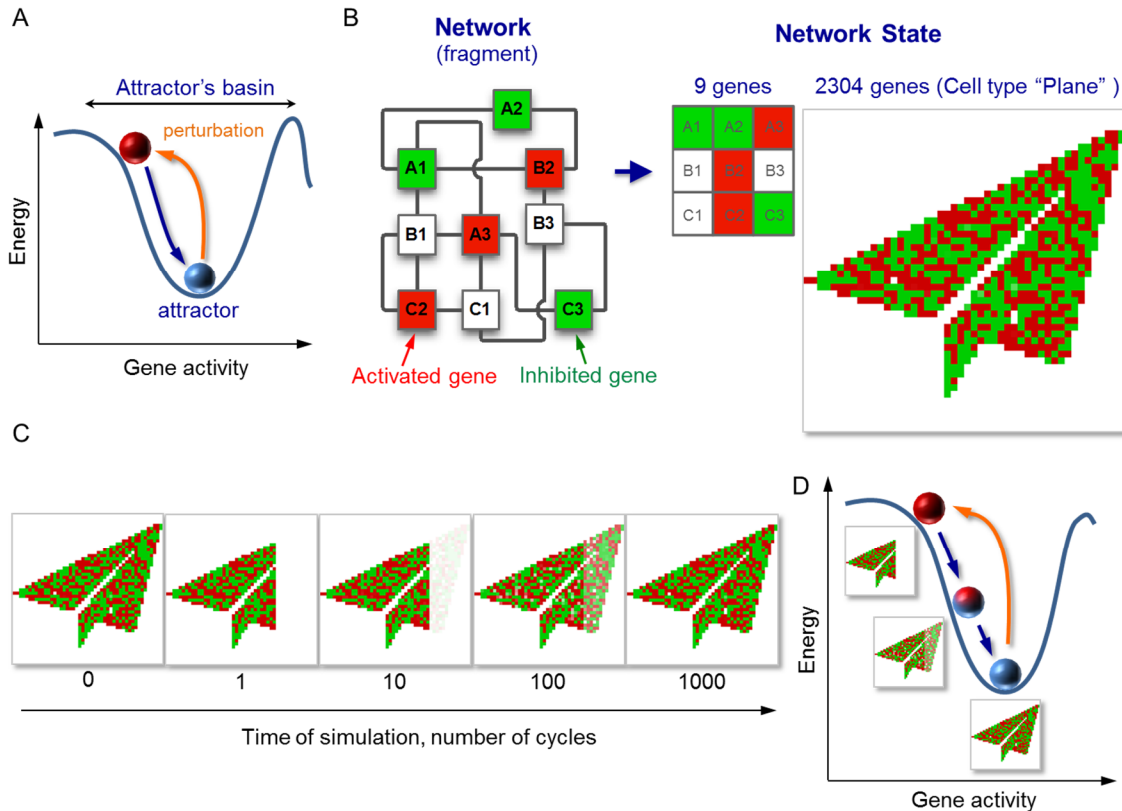 A
Attractor's basin
perturbation
attractor
Energy
Gene activity
B
Network
(fragment)
A2
A1
B2
B1
A3
B3
C2
C1
C3
Activated gene
Inhibited gene
Network State
9 genes
A1 A2 A3
B1 B2 B3
C1 C2 C3
2304 genes (Cell type "Plane" )
C
0 1 10 100 1000
Time of simulation, number of cycles
D
Energy
Gene activity